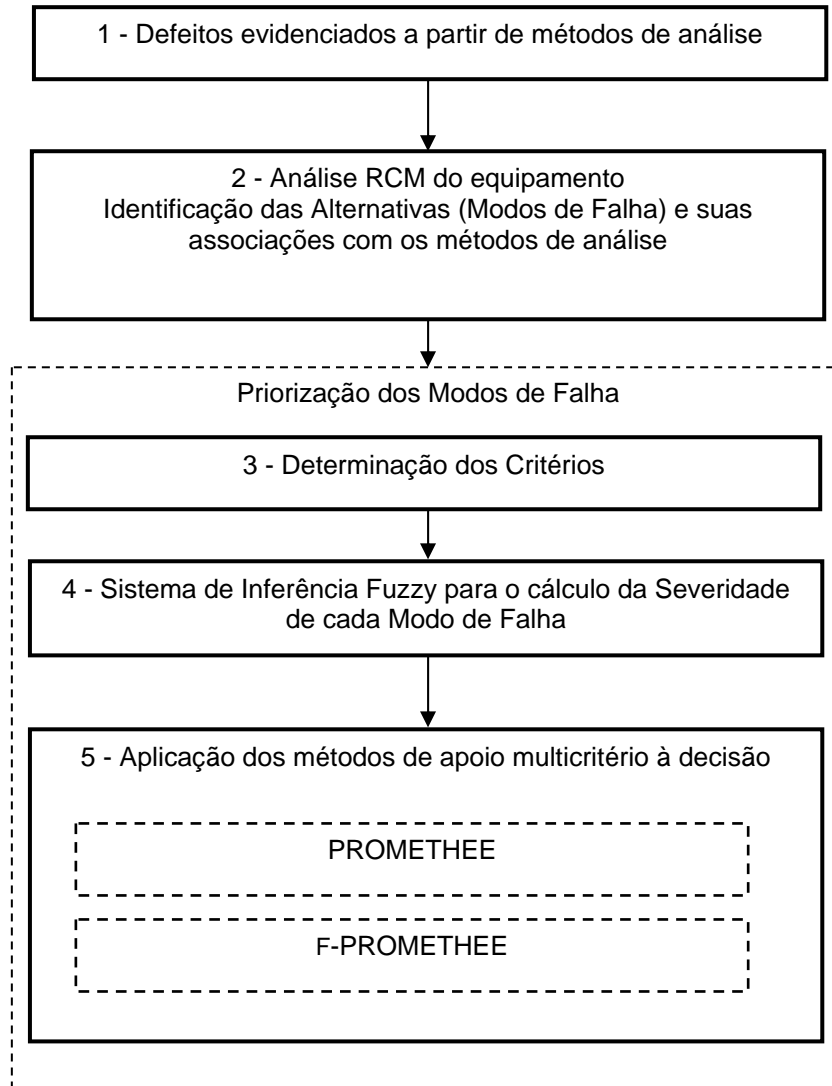 1 - Defeitos evidenciados a partir de métodos de análise
2 - Análise RCM do equipamento
Identificação das Alternativas (Modos de Falha) e suas
associações com os métodos de análise
Priorização dos Modos de Falha
3 - Determinação dos Critérios
4 - Sistema de Inferência Fuzzy para o cálculo da Severidade
de cada Modo de Falha
5 - Aplicação dos métodos de apoio multicritério à decisão
PROMETHEE
F-PROMETHEE